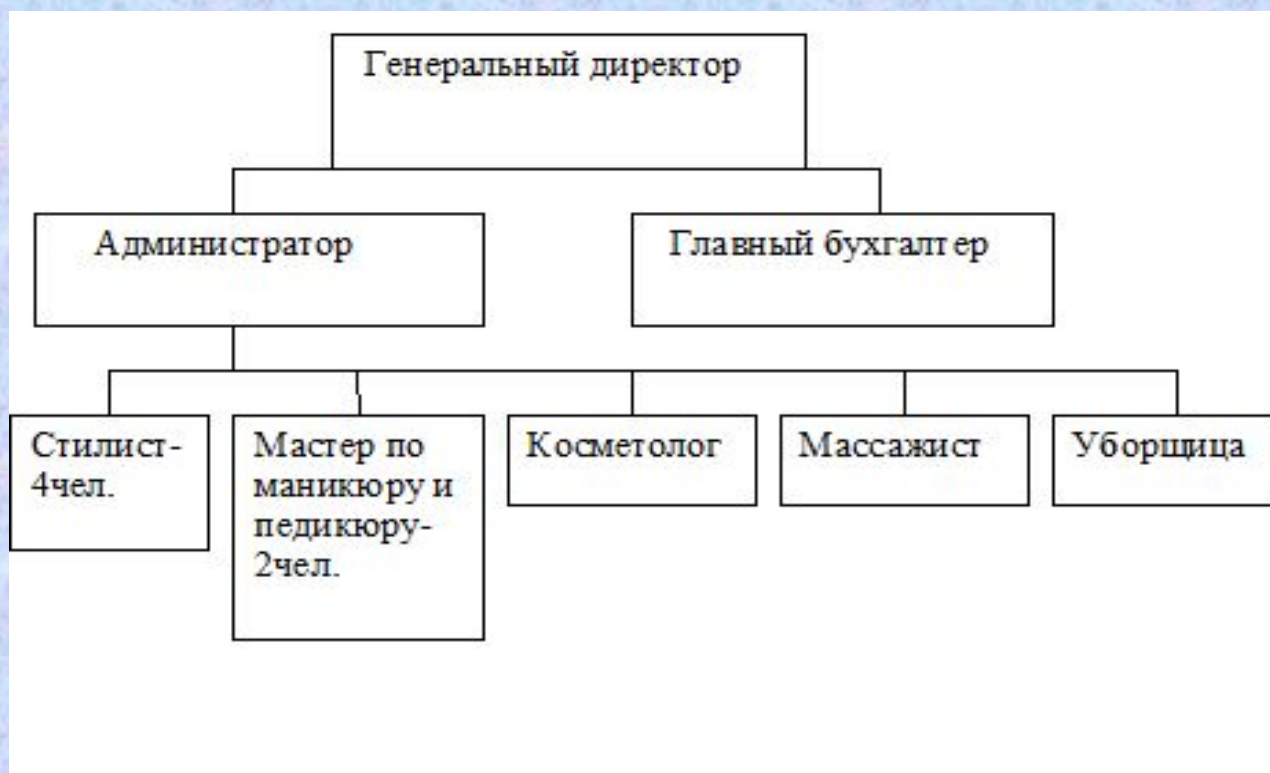 Генеральный директор
Администратор
Главный бухгалтер
Стилист-
4чел.
Мастер по
маникюру и
педикюру-
2чел.
Косметолог
Массажист
Уборщица